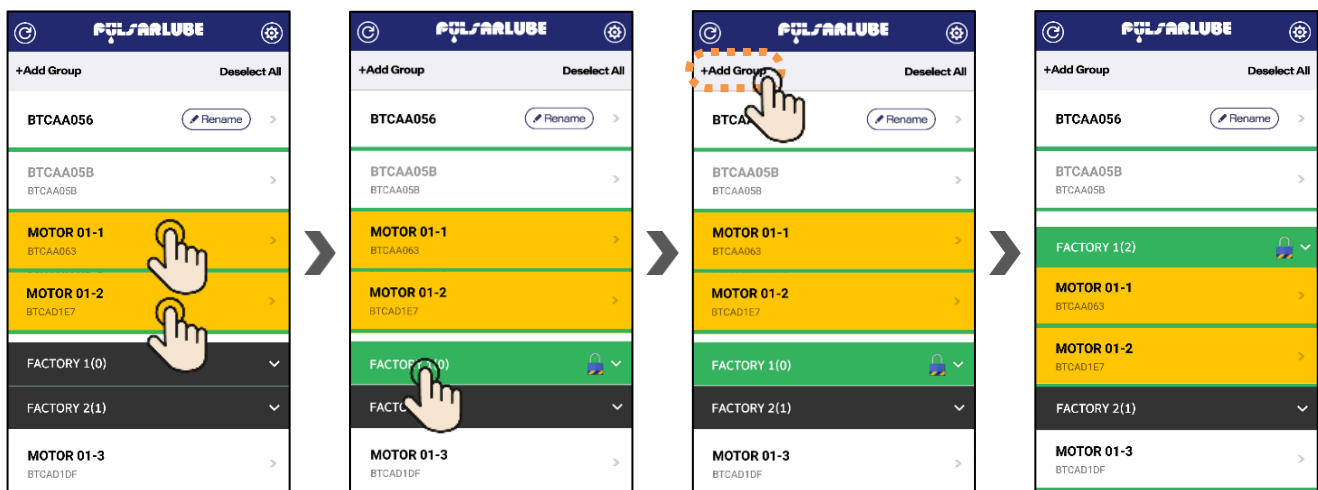 PULSARLUBE
+Add Group Deselect All
BTCAA056 Rename
BTCAA05B
BTCAA05B
MOTOR 01-1
BTCAA063
MOTOR 01-2
BTCAD1E7
FACTORY 1(0)
FACTORY 2(1)
MOTOR 01-3
BTCAD1DF
PULSARLUBE
+Add Group Deselect All
BTCAA056 Rename
BTCAA05B
BTCAA05B
MOTOR 01-1
BTCAA063
MOTOR 01-2
BTCAD1E7
FACTORY 1(0)
FACTO
MOTOR 01-3
BTCAD1DF
PULSARLUBE
+Add Group Deselect All
BTCA Rename
BTCAA05B
BTCAA05B
MOTOR 01-1
BTCAA063
MOTOR 01-2
BTCAD1E7
FACTORY 1(0)
FACTORY 2(1)
MOTOR 01-3
BTCAD1DF
PULSARLUBE
+Add Group Deselect All
BTCAA056 Rename
BTCAA05B
BTCAA05B
FACTORY 1(2)
MOTOR 01-1
BTCAA063
MOTOR 01-2
BTCAD1E7
FACTORY 2(1)
MOTOR 01-3
BTCAD1DF